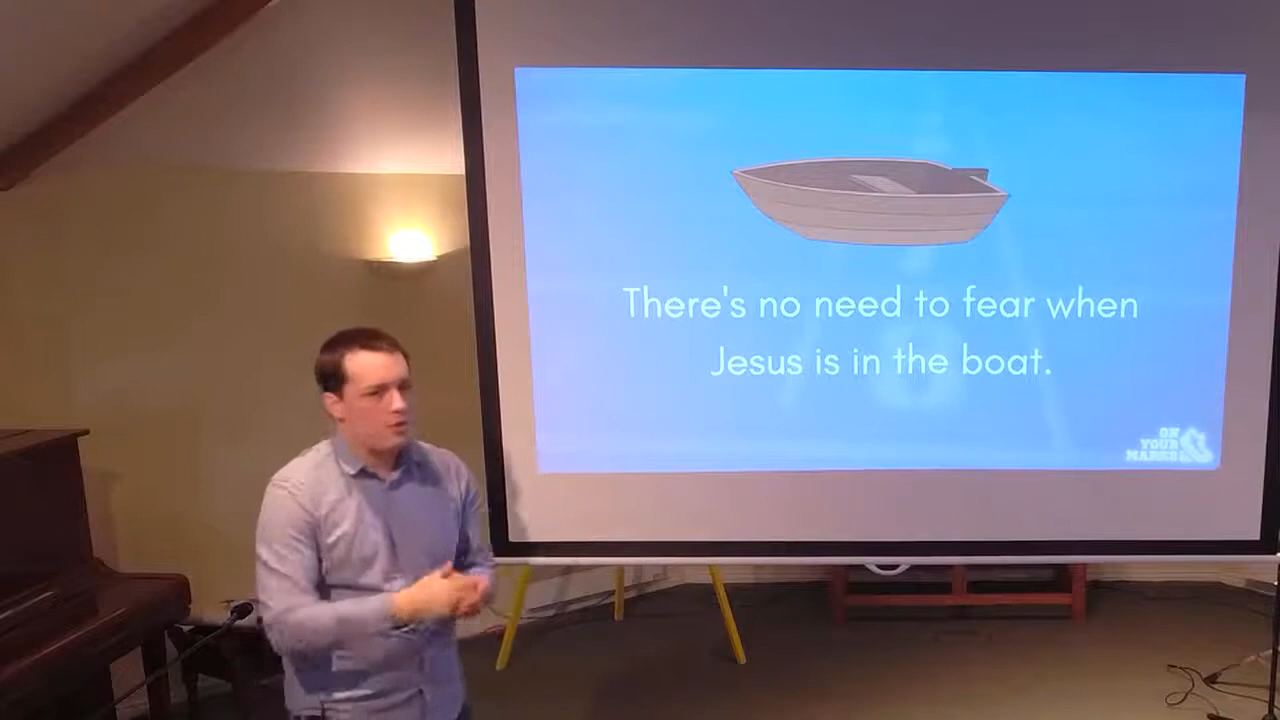 There's no need to fear when
Jesus is in the boat.
ON
YOUR
MARKS